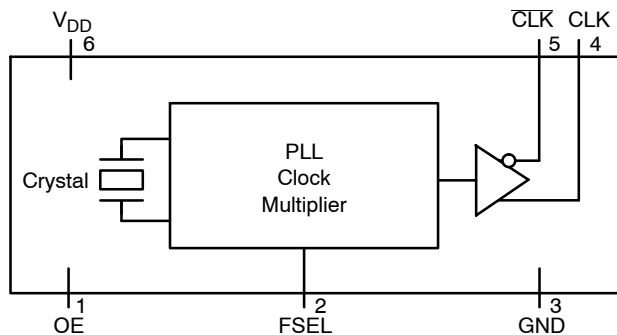 VDD
CLK CLK
6
5
4
PLL
Clock
Multiplier
Crystal
1
2
3
OE
FSEL
GND